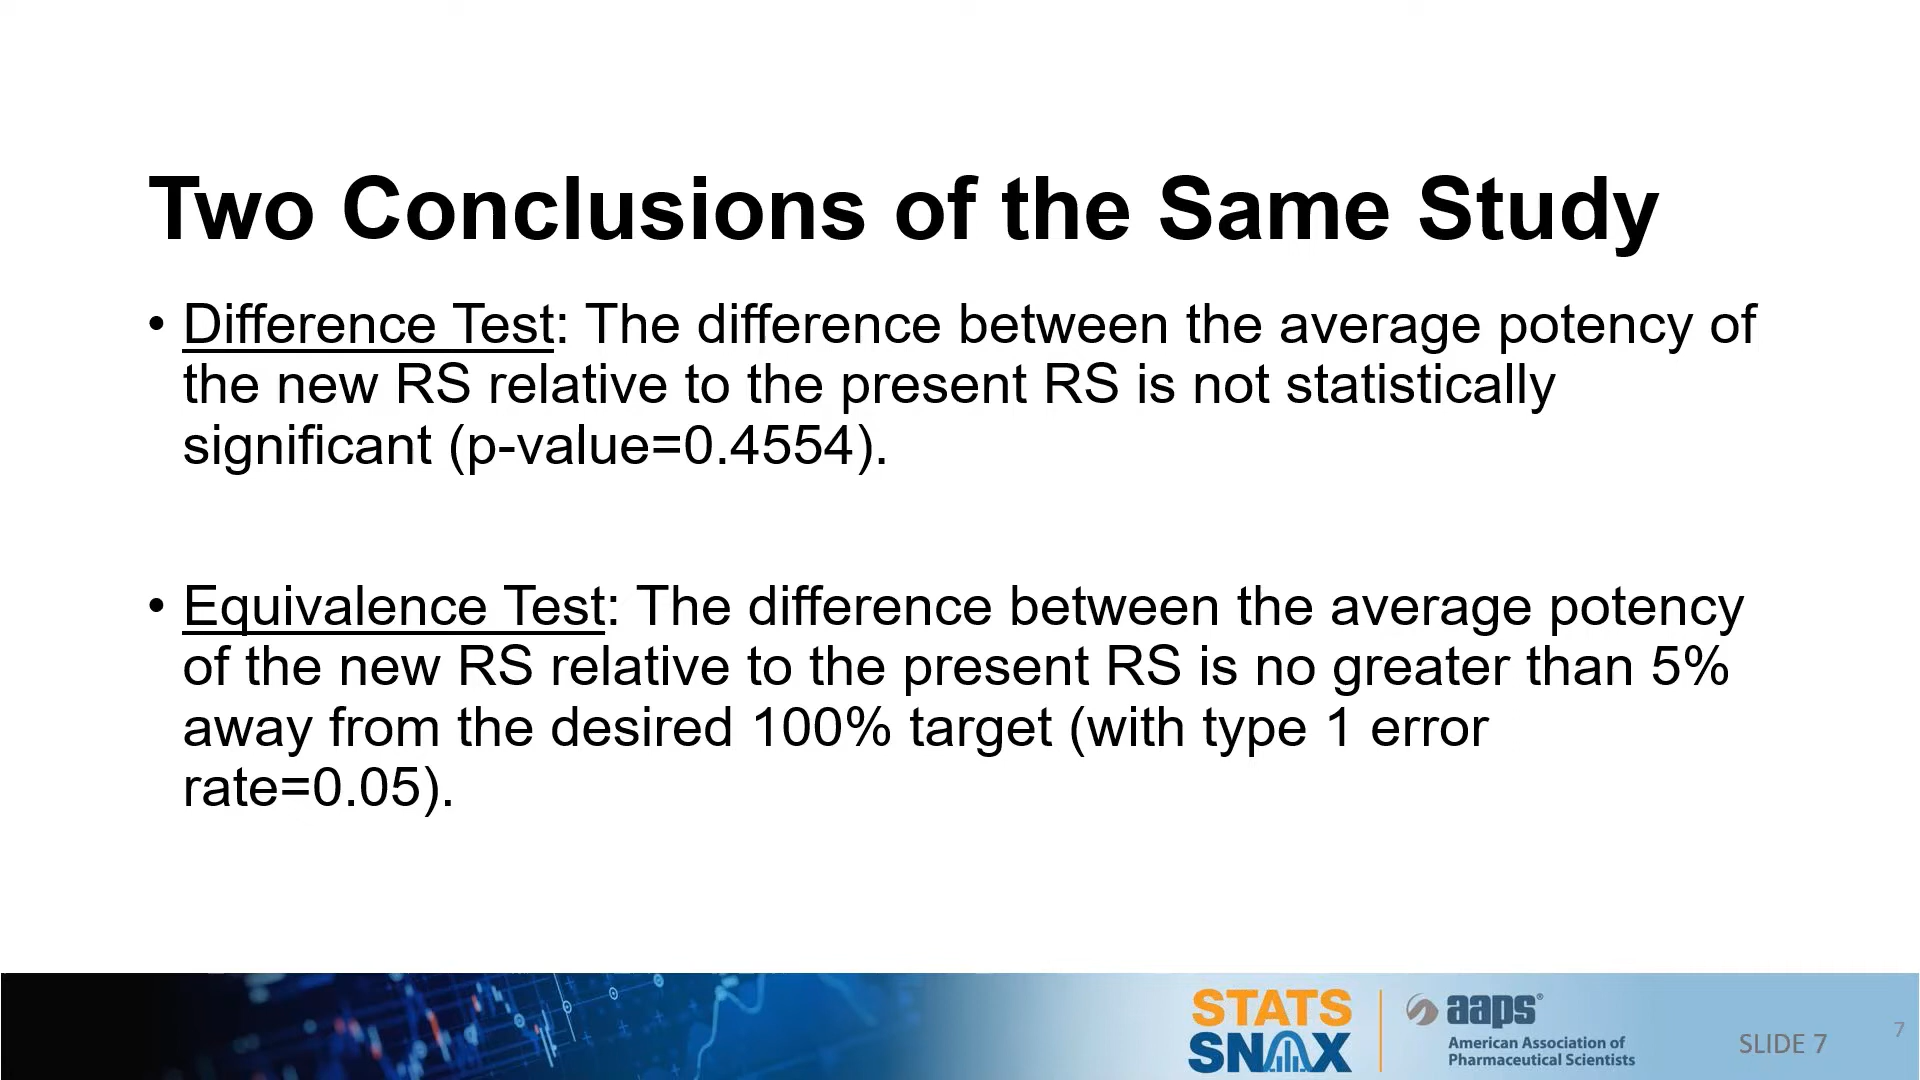 Two Conclusions of the Same Study
• Difference Test: The difference between the average potency of
the new RS relative to the present RS is not statistically
significant (p-value=0.4554).
• Equivalence Test: The difference between the average potency
of the new RS relative to the present RS is no greater than 5%
away from the desired 100% target (with type 1 error
rate=0.05).
STATS
SNAX
aaps®
American Association of
Pharmaceutical Scientists
SLIDE 7
7